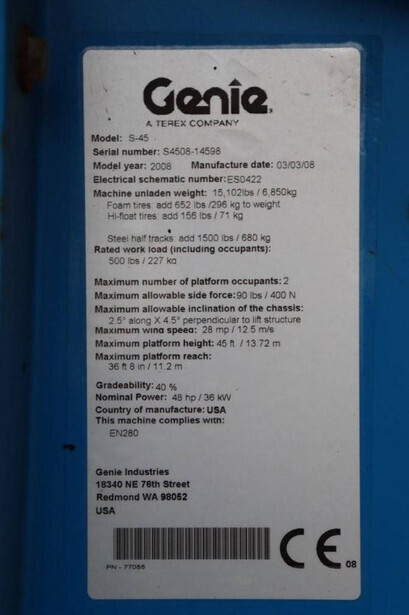 Genie
A TEREX COMPANY
Model: S-45
Serial number: S4508-14598
Model year: 2008 Manufacture date: 03/03/08
Electrical schematic number: ES0422
Machine unladen weight: 15,102lbs / 6,850kg
Foam tires: add 652 lbs /296 kg to weight
Hi-float tires: add 156 lbs / 71 kg
Steel half tracks: add 1500 lbs / 680 kg
Rated work load (including occupants):
500 lbs / 227 kg
Maximum number of platform occupants: 2
Maximum allowable side force: 90 lbs / 400 N
Maximum allowable inclination of the chassis:
2.5° along X 4.5° perpendicular to lift structure
Maximum wind speed: 28 mp / 12.5 m/s
Maximum platform height: 45 ft / 13.72 m
Maximum platform reach:
36 ft 8 in / 11.2 m
Gradeability: 40 %
Nominal Power: 48 hp / 36 kW
Country of manufacture: USA
This machine complies with:
EN280
Genie Industries
18340 NE 76th Street
Redmond WA 98052
USA
CE 08
PN - 77055